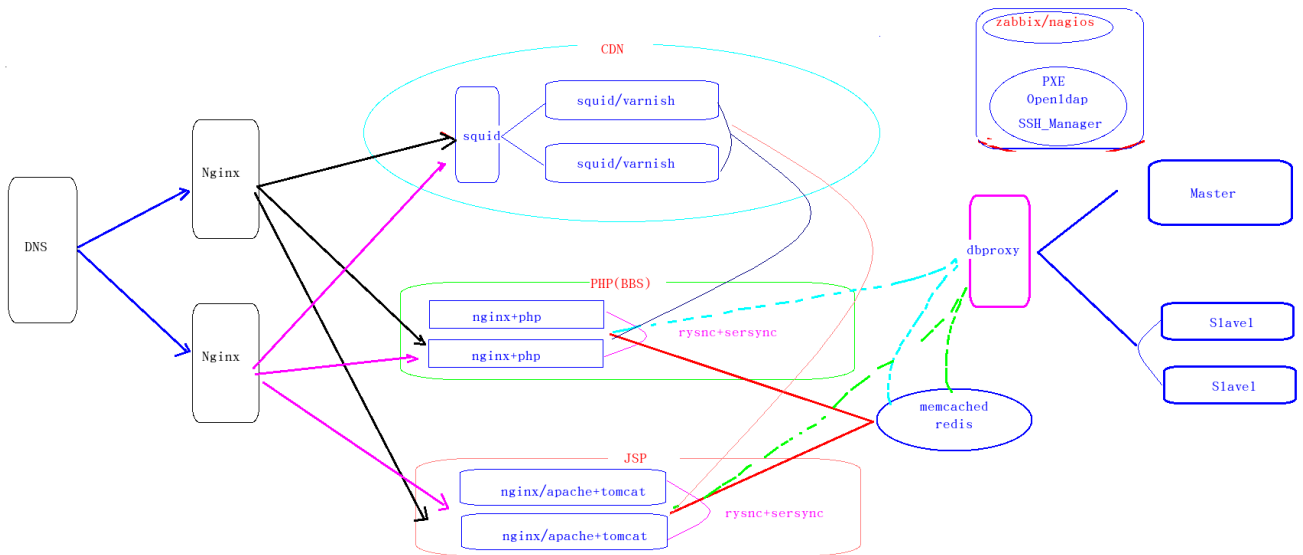 zabbix/nagios
CDN
PXE
Openldap
SSH_Manager
squid/varnish
squid
squid/varnish
Nginx
Master
DNS
dbproxy
PHP(BBS)
nginx+php
rysnc+sersync
nginx+php
Nginx
Slave1
Slave1
memcached
redis
JSP
nginx/apache+tomcat
rysnc+sersync
nginx/apache+tomcat